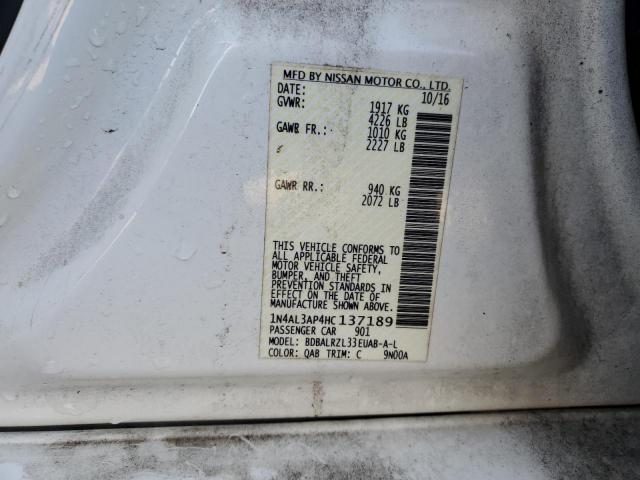 MFD BY NISSAN MOTOR CO., LTD.
DATE: 10/16
GVWR: 1917 KG
4226 LB
GAWR FR.: 1010 KG
2227 LB
GAWR RR.: 940 KG
2072 LB
THIS VEHICLE CONFORMS TO
ALL APPLICABLE FEDERAL
MOTOR VEHICLE SAFETY,
BUMPER, AND THEFT
PREVENTION STANDARDS IN
EFFECT ON THE DATE OF
MANUFACTURE SHOWN ABOVE.
1N4AL3AP4HC 137189
PASSENGER CAR 901
MODEL: BDBALRZL33EUAB-A-L
COLOR: QAB TRIM: C 9N00A